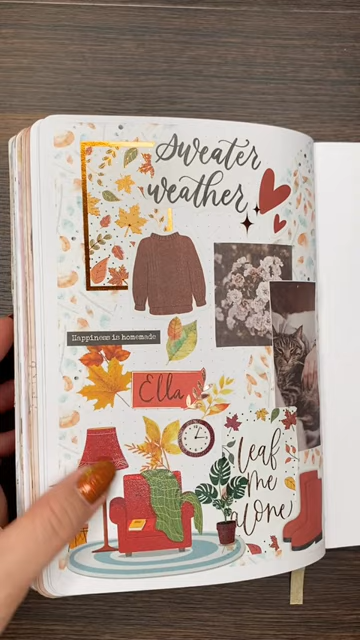 sweater
weather
Happiness is homemade
Ella
leaf
me
alone